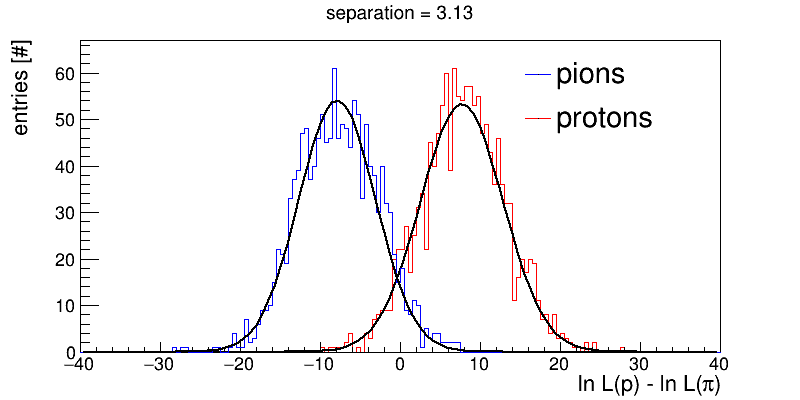 separation = 3.13
entries [#]
pions
protons
60
50
40
30
20
10
0
−40 −30 −20 −10 0 10 20 30 40
ln L(p) - ln L(π)